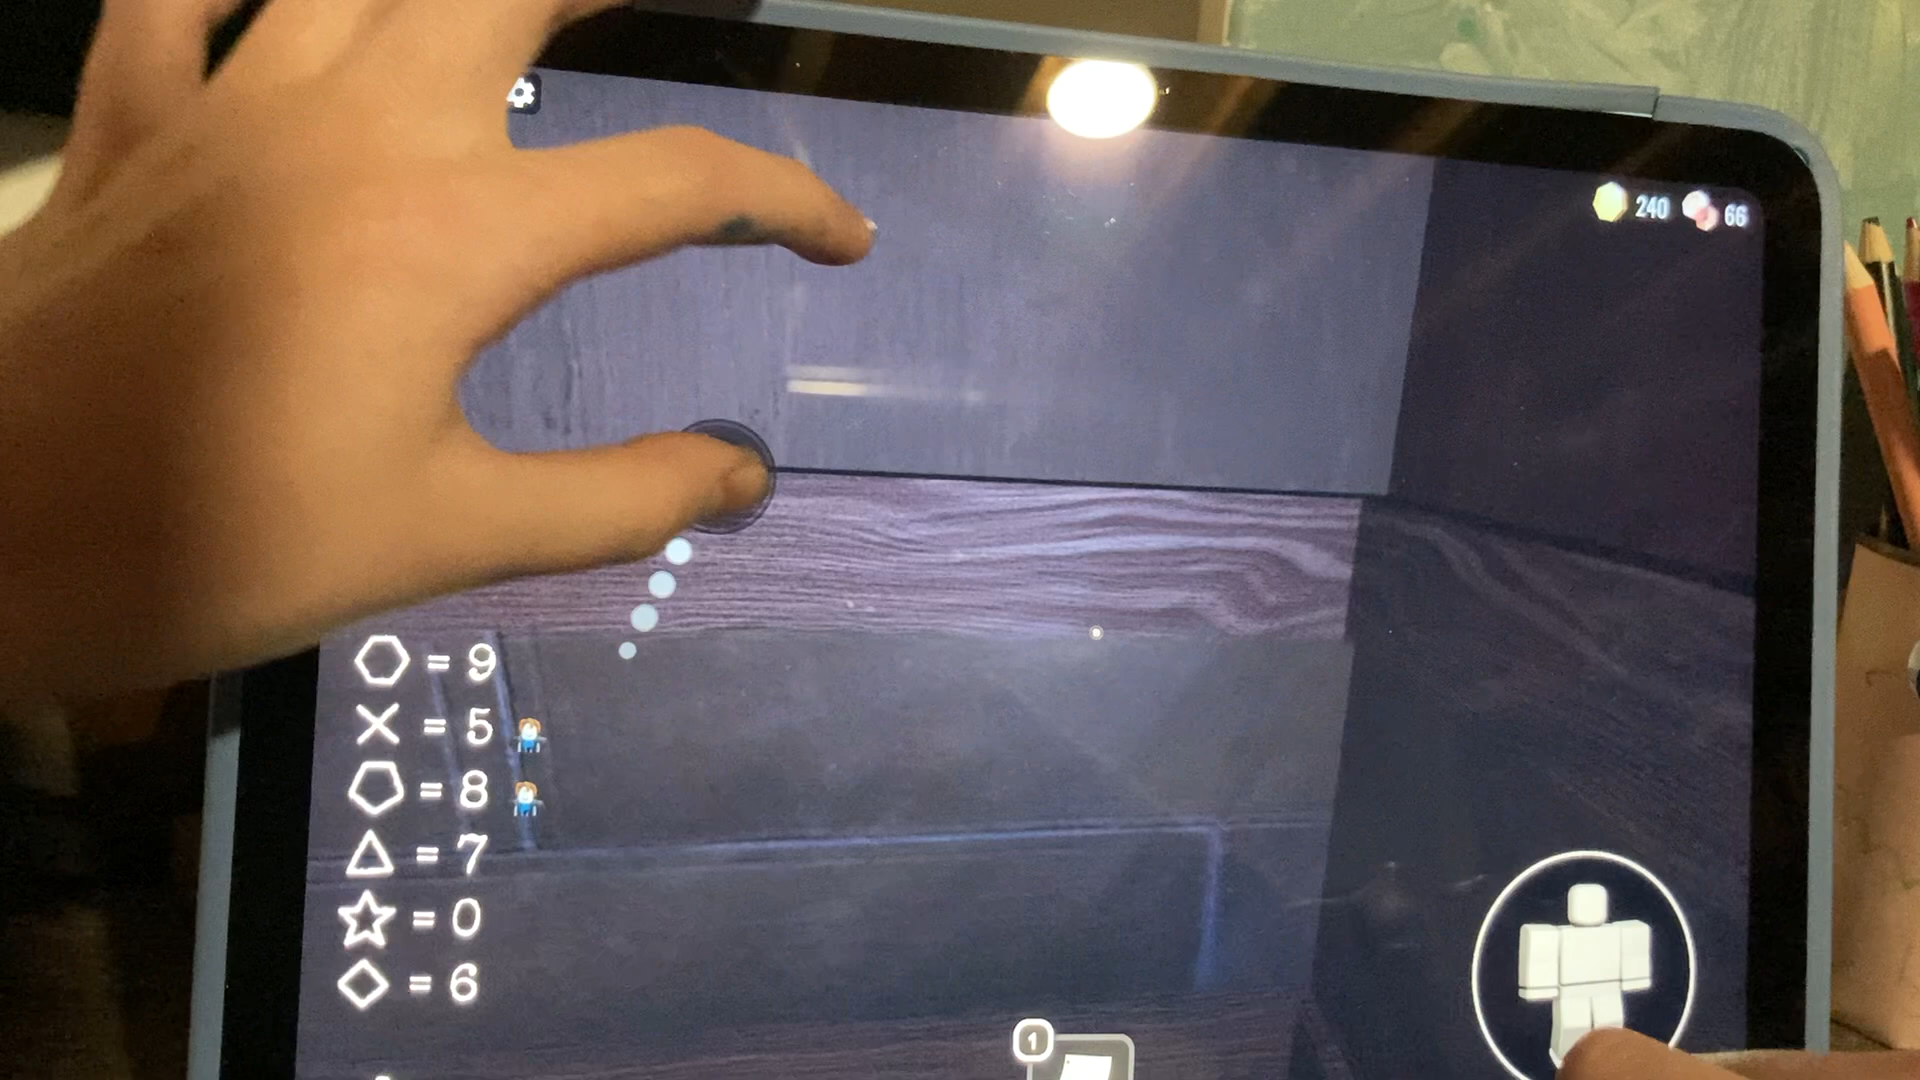 240 66
⬡ = 9
✕ = 5
⬠ = 8
△ = 7
☆ = 0
◇ = 6
1